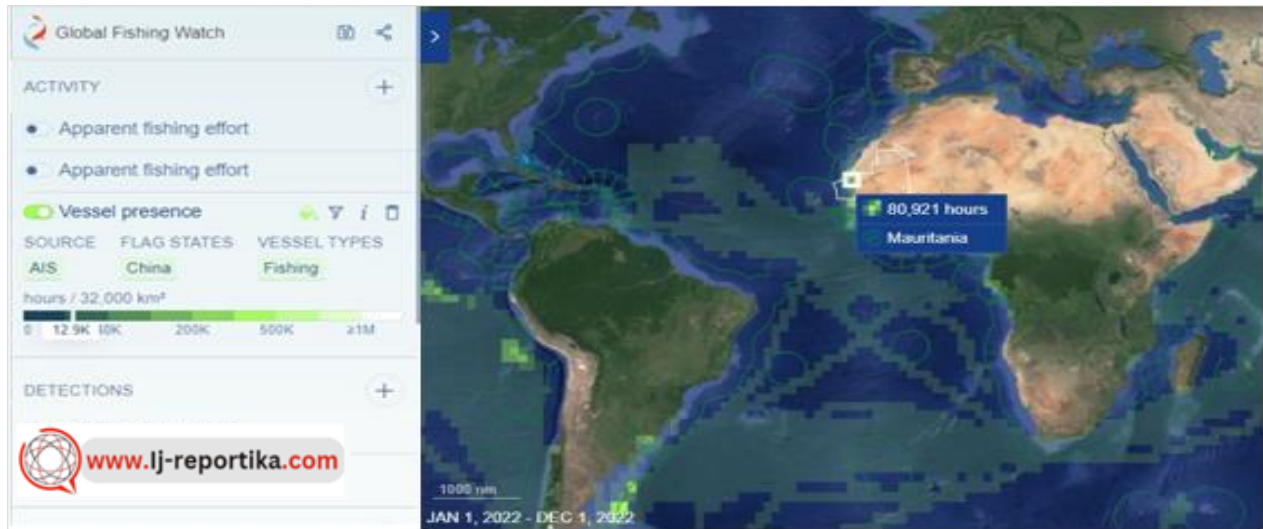 Global Fishing Watch
ACTIVITY
Apparent fishing effort
Apparent fishing effort
Vessel presence
SOURCE FLAG STATES VESSEL TYPES
AIS China Fishing
hours / 32,000 km²
0 12.9K 200K 500K ≥1M
DETECTIONS
www.Ij-reportika.com
80,921 hours
Mauritania
1000 nm
JAN 1, 2022 - DEC 1, 2022